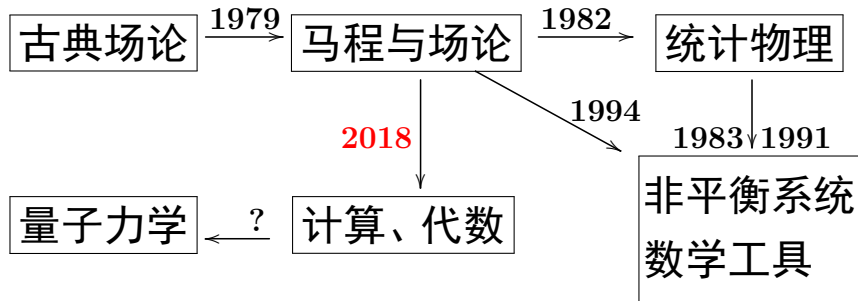 古典场论
1979
马程与场论
1982
统计物理
2018
1994
1983
1991
量子力学
?
计算、代数
非平衡系统
数学工具